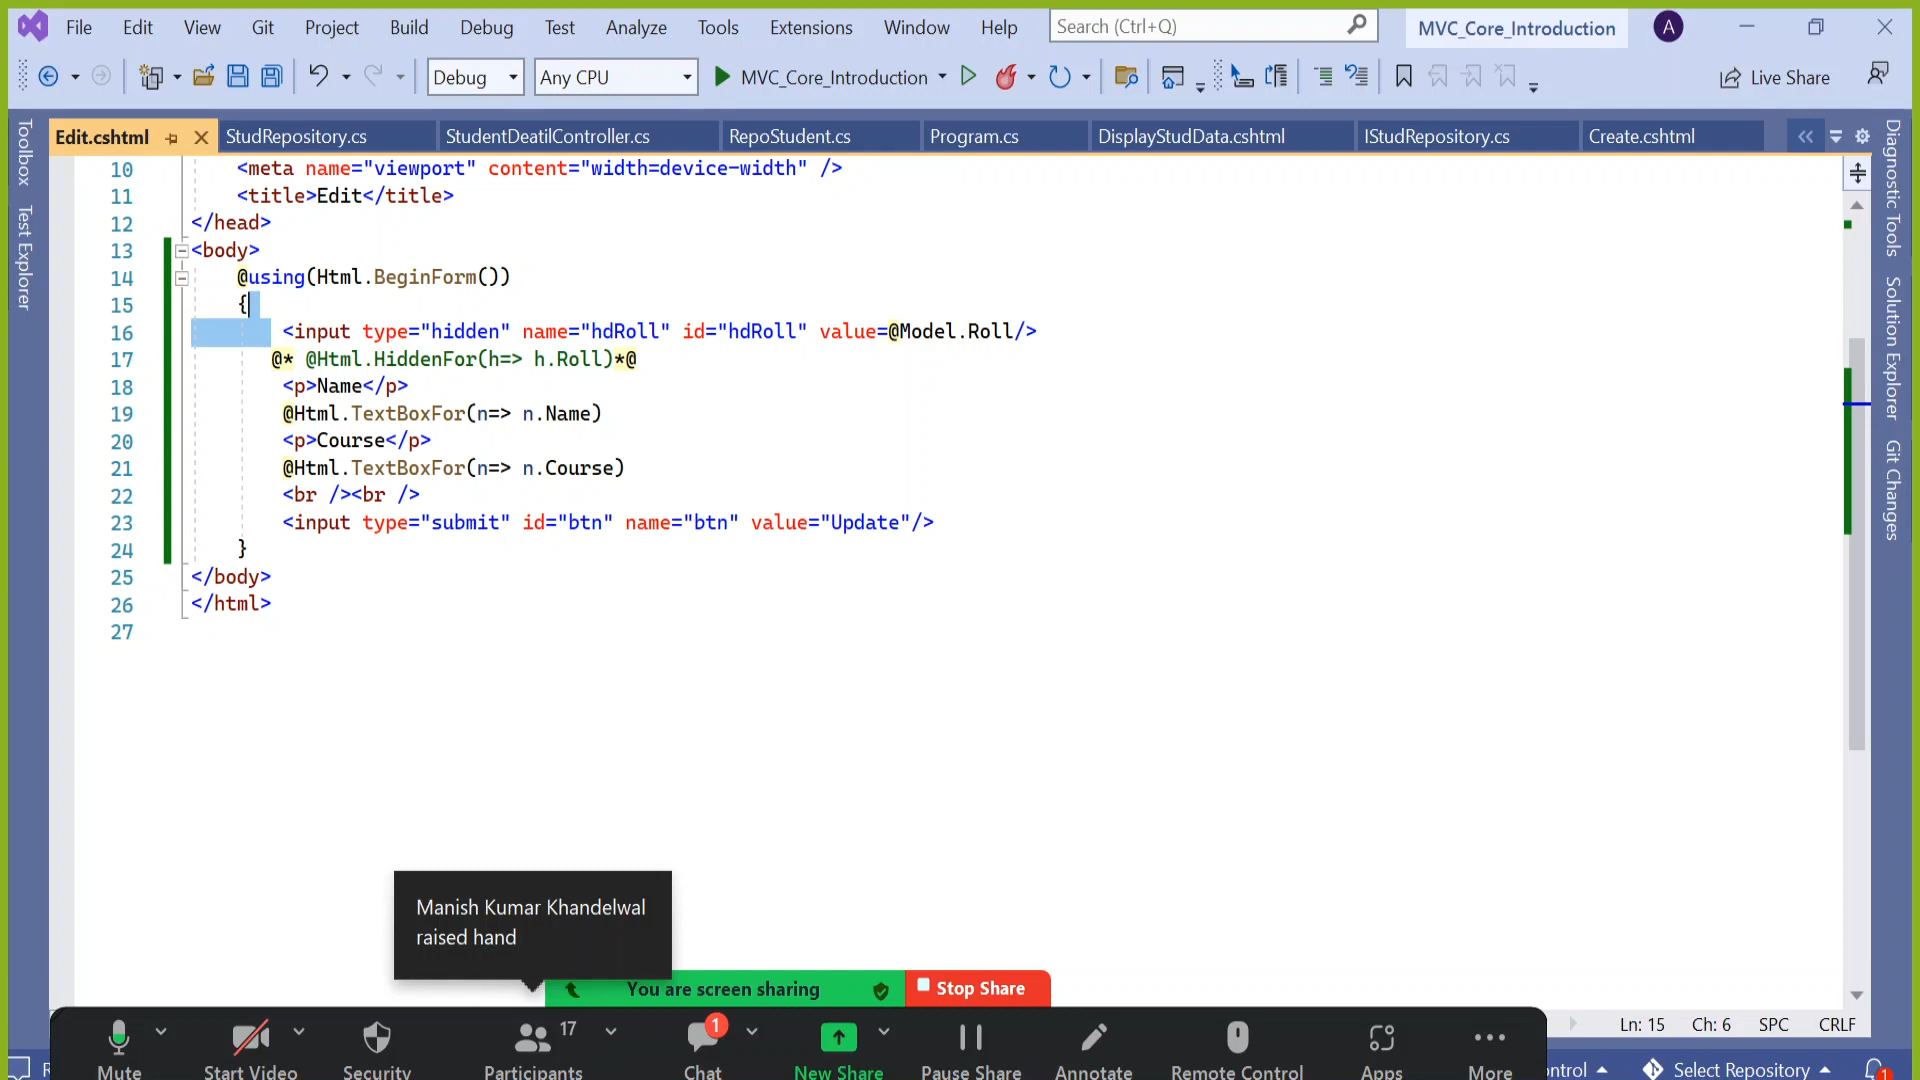 File Edit View Git Project Build Debug Test Analyze Tools Extensions Window Help Search (Ctrl+Q) MVC_Core_Introduction A
Debug Any CPU MVC_Core_Introduction Live Share
Edit.cshtml StudRepository.cs StudentDeatilController.cs RepoStudent.cs Program.cs DisplayStudData.cshtml IStudRepository.cs Create.cshtml
Toolbox
Test Explorer
10 <meta name="viewport" content="width=device-width" />
11 <title>Edit</title>
12 </head>
13 <body>
14 @using(Html.BeginForm())
15 {
16 <input type="hidden" name="hdRoll" id="hdRoll" value=@Model.Roll/>
17 @* @Html.HiddenFor(h=> h.Roll)*@
18 <p>Name</p>
19 @Html.TextBoxFor(n=> n.Name)
20 <p>Course</p>
21 @Html.TextBoxFor(n=> n.Course)
22 <br /><br />
23 <input type="submit" id="btn" name="btn" value="Update"/>
24 }
25 </body>
26 </html>
27
Diagnostic Tools
Solution Explorer
Git Changes
Manish Kumar Khandelwal
raised hand
You are screen sharing Stop Share
Ln: 15 Ch: 6 SPC CRLF
17 1
Mute Start Video Security Participants Chat New Share Pause Share Annotate Remote Control Apps More
Select Repository 1